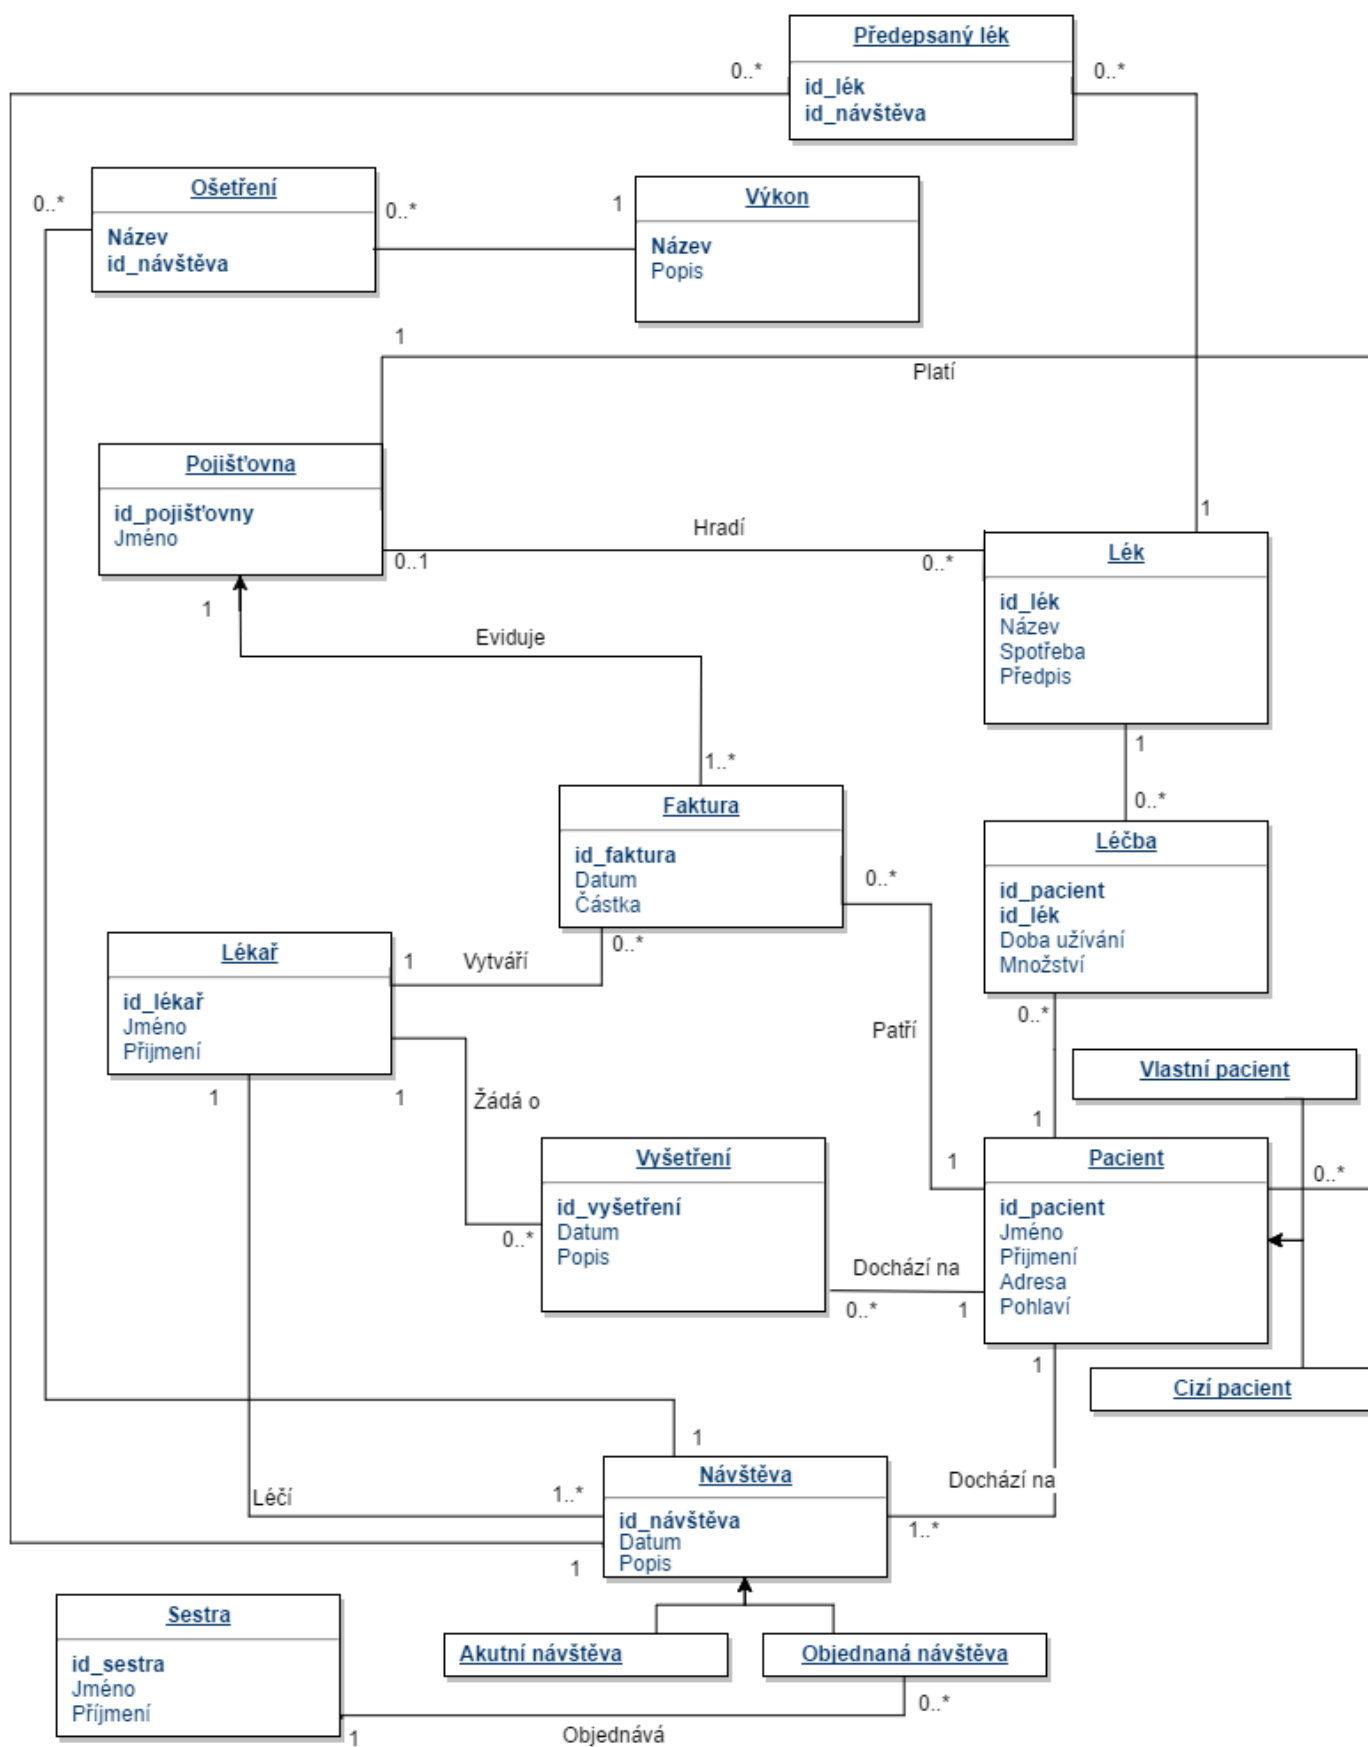 Předepsaný lék
0..*
0..*
id_lék
id_návštěva
Ošetření
0..*
0..*
Název
id_návštěva
1
Výkon
Název
Popis
1
Platí
Pojišťovna
id_pojišťovny
Jméno
Hradí
0..1
0..*
1
Lék
id_lék
Název
Spotřeba
Předpis
1
Eviduje
1..*
1
0..*
Faktura
id_faktura
Datum
Částka
0..*
0..*
Léčba
id_pacient
id_lék
Doba užívání
Množství
0..*
Lékař
id_lékař
Jméno
Přijmení
1
Vytváří
Patří
1
1
Žádá o
Vlastní pacient
1
1
Vyšetření
id_vyšetření
Datum
Popis
0..*
Pacient
id_pacient
Jméno
Přijmení
Adresa
Pohlaví
0..*
Dochází na
0..*
1
1
Cizí pacient
1
Léčí
1..*
Návštěva
id_návštěva
Datum
Popis
Dochází na
1..*
1
Sestra
id_sestra
Jméno
Příjmení
Akutní návštěva
Objednaná návštěva
0..*
1
Objednává